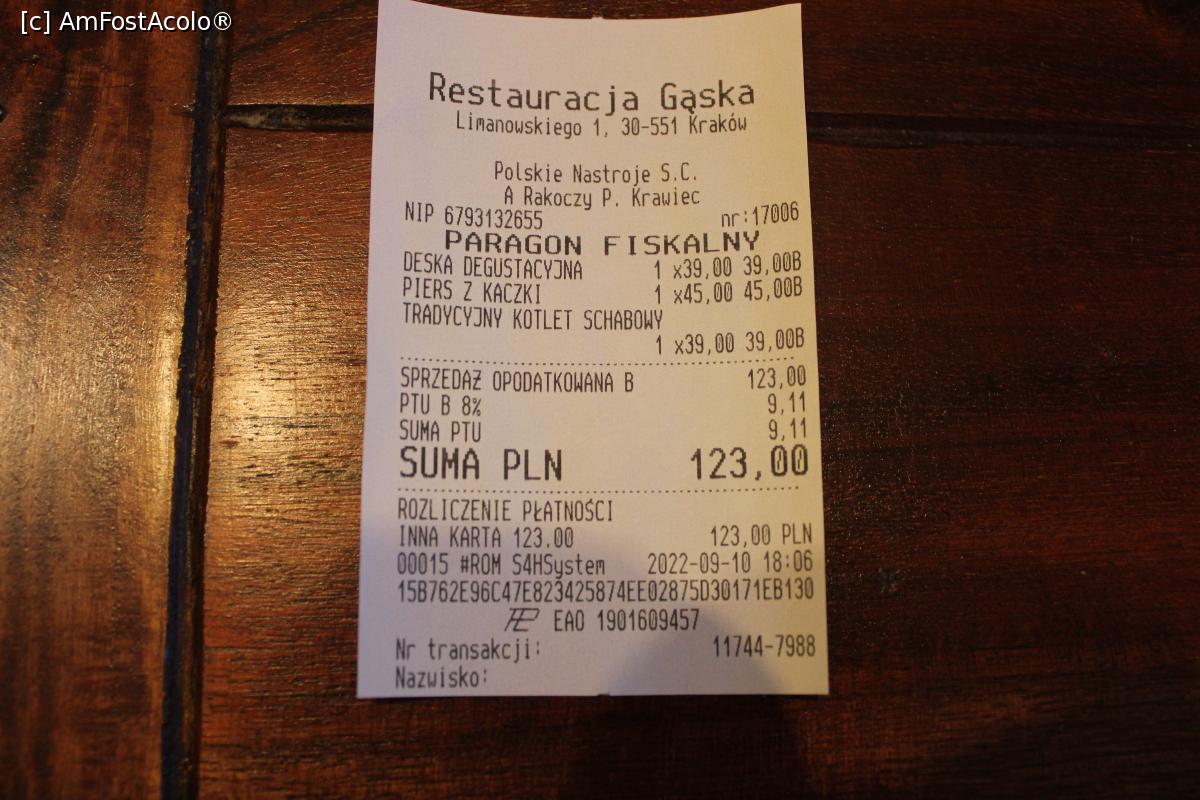 [c] AmFostAcolo®
Restauracja Gąska
Limanowskiego 1, 30-551 Kraków
Polskie Nastroje S.C.
A Rakoczy P. Krawiec
NIP 6793132655 nr:17006
PARAGON FISKALNY
DESKA DEGUSTACYJNA 1 x39,00 39,00B
PIERS Z KACZKI 1 x45,00 45,00B
TRADYCYJNY KOTLET SCHABOWY
1 x39,00 39,00B
SPRZEDAŻ OPODATKOWANA B 123,00
PTU B 8% 9,11
SUMA PTU 9,11
SUMA PLN 123,00
ROZLICZENIE PŁATNOŚCI
INNA KARTA 123.00 123,00 PLN
00015 #ROM S4HSystem 2022-09-10 18:06
15B762E96C47E823425874EE02875D30171EB130
EAO 1901609457
Nr transakcji: 11744-7988
Nazwisko: